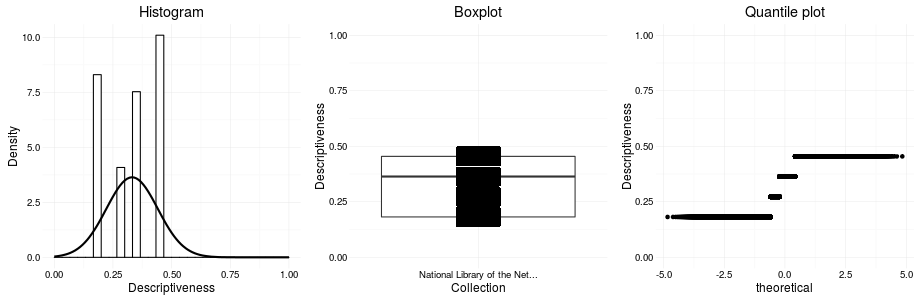 Histogram
Density
10.0
7.5
5.0
2.5
0.0
0.00
0.25
0.50
0.75
1.00
Descriptiveness
Boxplot
Descriptiveness
1.00
0.75
0.50
0.25
0.00
National Library of the Net...
Collection
Quantile plot
Descriptiveness
1.00
0.75
0.50
0.25
0.00
-5.0
-2.5
0.0
2.5
5.0
theoretical